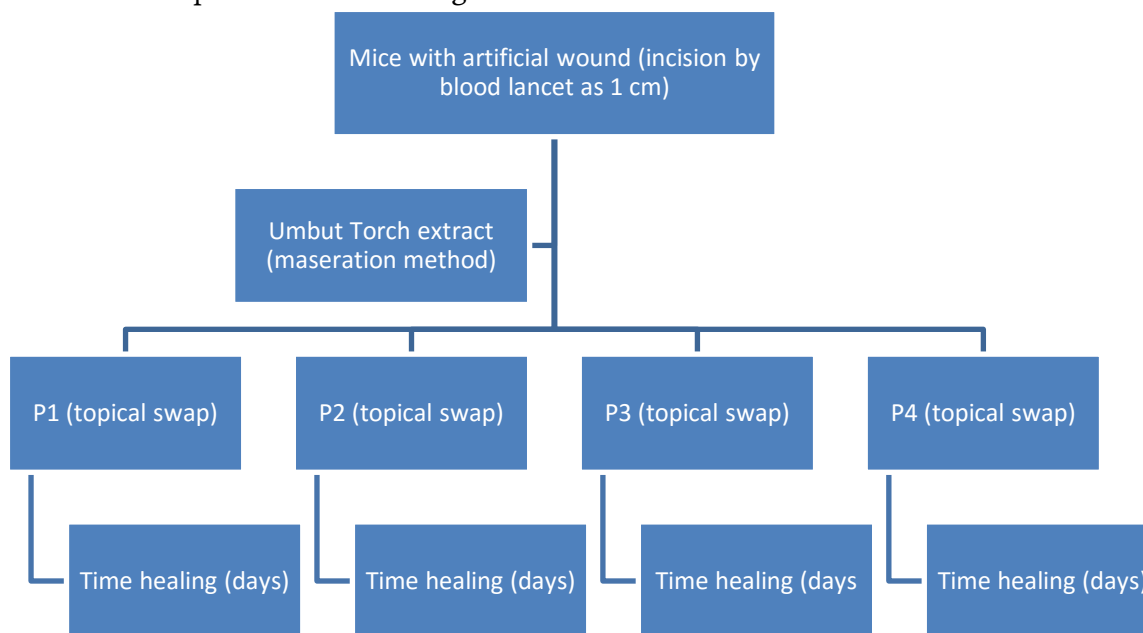 Mice with artificial wound (incision by
blood lancet as 1 cm)
Umbut Torch extract
(maseration method)
P1 (topical swap)
P2 (topical swap)
P3 (topical swap)
P4 (topical swap)
Time healing (days)
Time healing (days)
Time healing (days
Time healing (days)